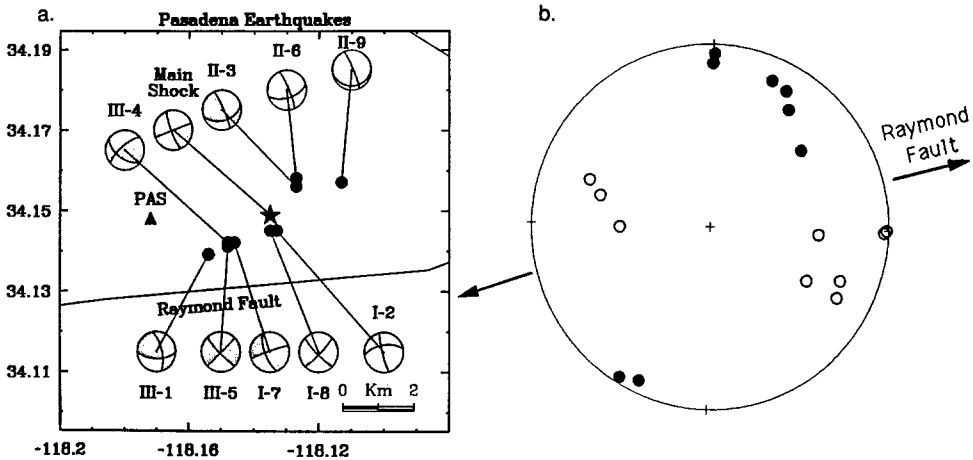 a.
Pasadena Earthquakes
b.
34.19
34.17
34.15
34.13
34.11
II-6
II-9
Main
Shock
II-3
III-4
PAS
Raymond Fault
I-2
III-1
III-5
I-7
I-8
0 Km 2
-118.2
-118.16
-118.12
Raymond
Fault